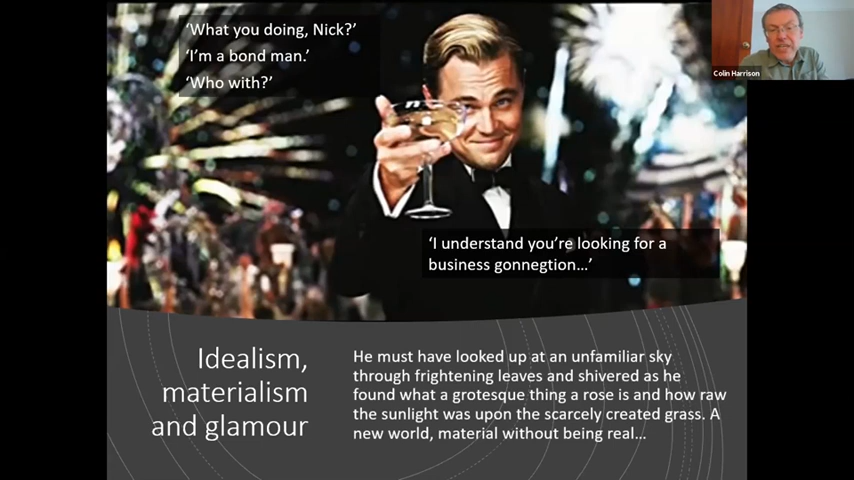 ‘What you doing, Nick?’
‘I’m a bond man.’
‘Who with?’
Colin Harrison
‘I understand you’re looking for a
business gonnegtion…’
Idealism,
materialism
and glamour
He must have looked up at an unfamiliar sky
through frightening leaves and shivered as he
found what a grotesque thing a rose is and how raw
the sunlight was upon the scarcely created grass. A
new world, material without being real…